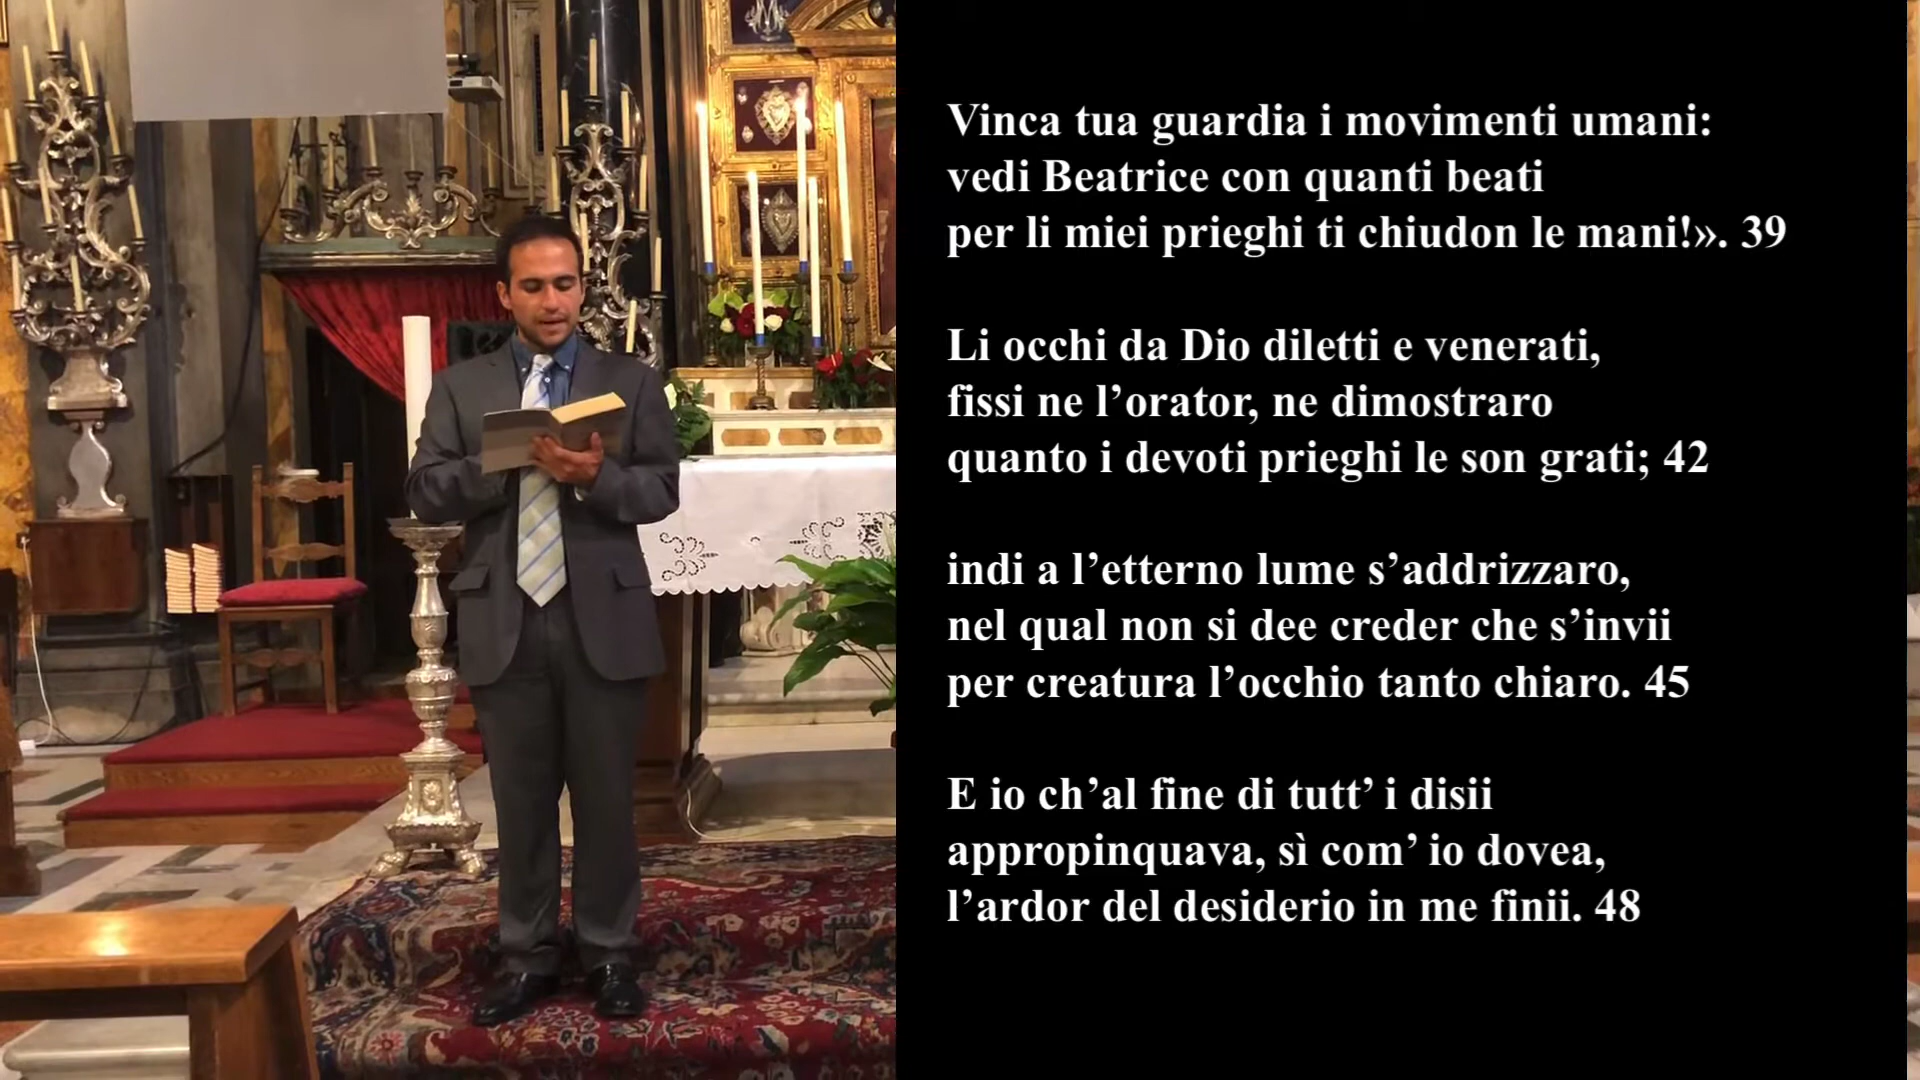 Vinca tua guardia i movimenti umani:
vedi Beatrice con quanti beati
per li miei prieghi ti chiudon le mani!». 39
Li occhi da Dio diletti e venerati,
fissi ne l’orator, ne dimostraro
quanto i devoti prieghi le son grati; 42
indi a l’etterno lume s’addrizzaro,
nel qual non si dee creder che s’invii
per creatura l’occhio tanto chiaro. 45
E io ch’al fine di tutt’ i disii
appropinquava, sì com’ io dovea,
l’ardor del desiderio in me finii. 48